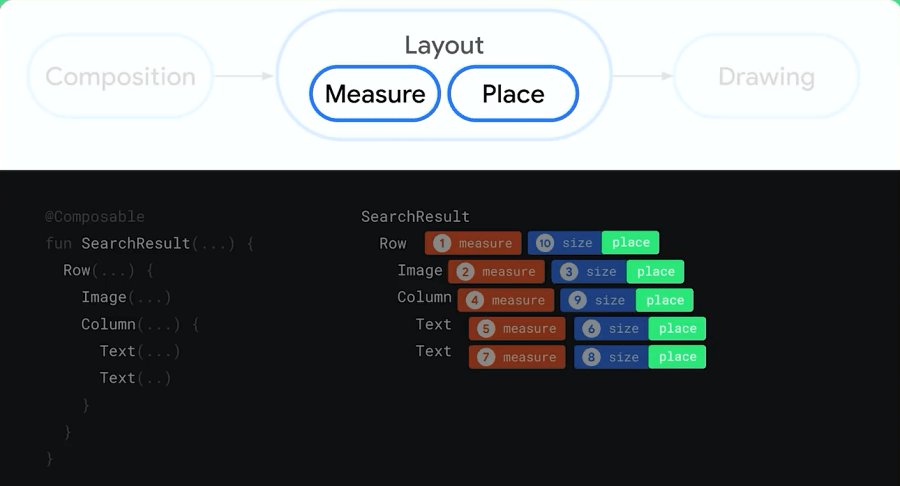 Layout
Composition
Measure
Place
Drawing
@Composable
fun SearchResult(...) {
Row(...) {
Image(...)
Column(...) {
Text(...)
Text(..)
}
}
}
SearchResult
Row 1 measure 10 size place
Image 2 measure 3 size place
Column 4 measure 9 size place
Text 5 measure 6 size place
Text 7 measure 8 size place